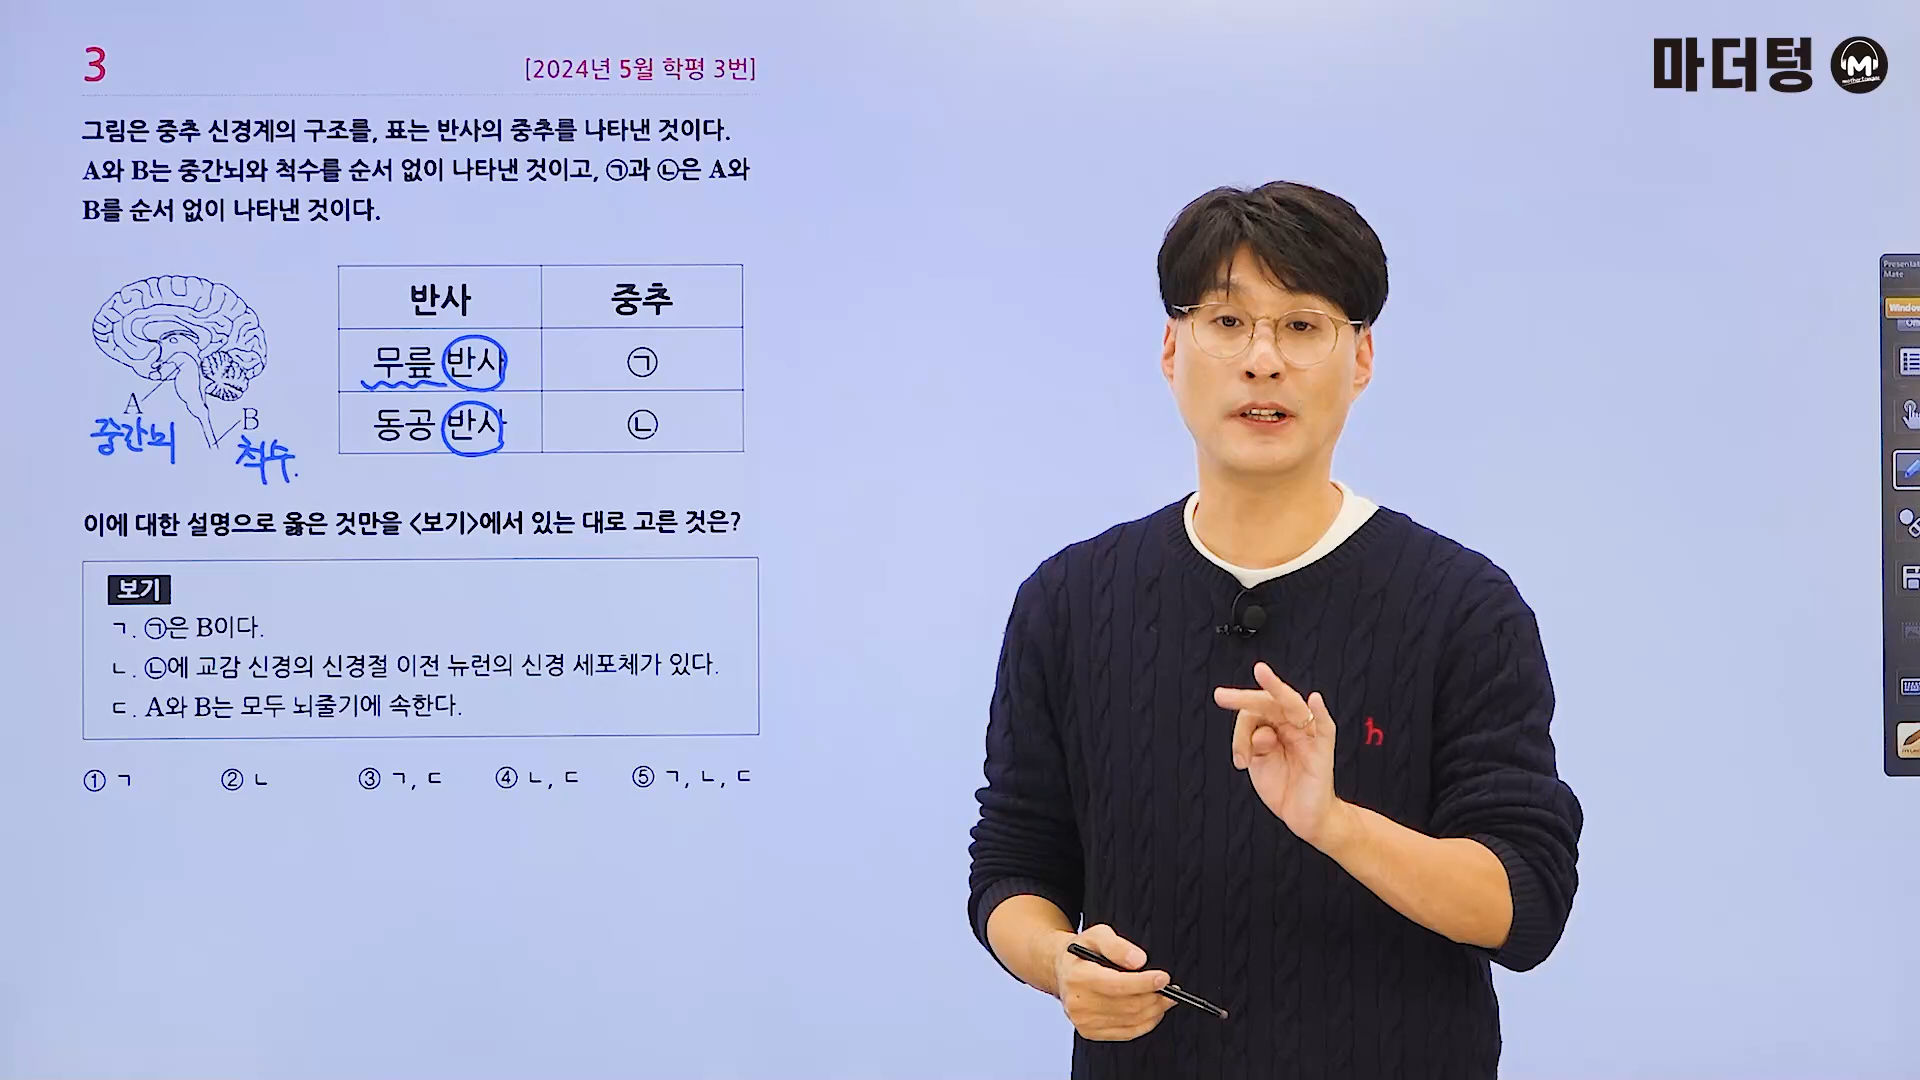 3
[2024년 5월 학평 3번]
마더텅
M
그림은 중추 신경계의 구조를, 표는 반사의 중추를 나타낸 것이다.
A와 B는 중간뇌와 척수를 순서 없이 나타낸 것이고, ㉠과 ㉡은 A와
B를 순서 없이 나타낸 것이다.
반사 중추
무릎 반사 ㉠
동공 반사 ㉡
A
B
중간뇌
척수.
이에 대한 설명으로 옳은 것만을 <보기>에서 있는 대로 고른 것은?
보기
ㄱ. ㉠은 B이다.
ㄴ. ㉡에 교감 신경의 신경절 이전 뉴런의 신경 세포체가 있다.
ㄷ. A와 B는 모두 뇌줄기에 속한다.
① ㄱ ② ㄴ ③ ㄱ, ㄷ ④ ㄴ, ㄷ ⑤ ㄱ, ㄴ, ㄷ
h